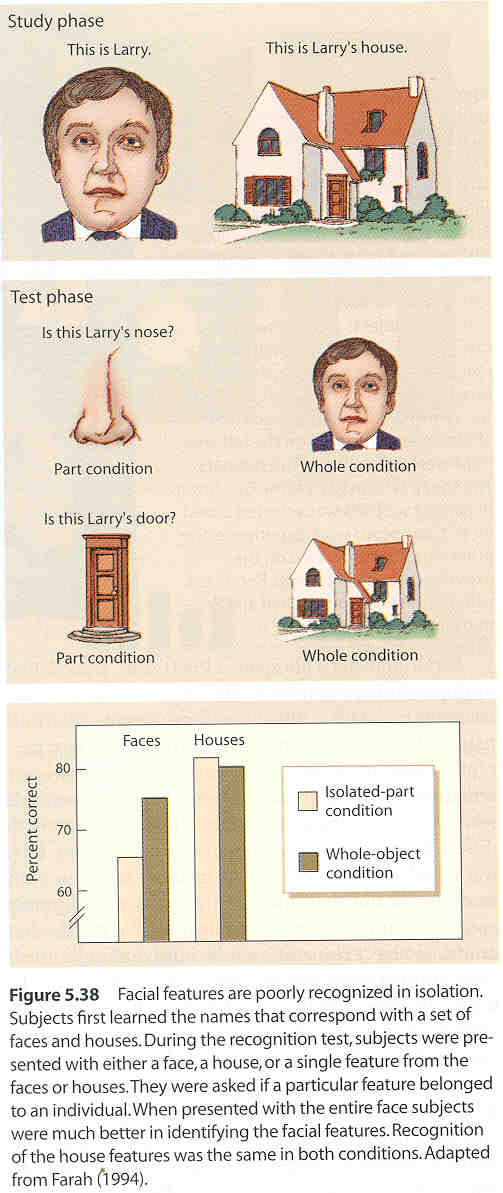 Study phase
This is Larry.
This is Larry's house.
Test phase
Is this Larry's nose?
Part condition
Whole condition
Is this Larry's door?
Part condition
Whole condition
Faces
Houses
80
70
60
Percent correct
Isolated-part
condition
Whole-object
condition
Figure 5.38 Facial features are poorly recognized in isolation.
Subjects first learned the names that correspond with a set of
faces and houses. During the recognition test, subjects were pre-
sented with either a face, a house, or a single feature from the
faces or houses. They were asked if a particular feature belonged
to an individual. When presented with the entire face subjects
were much better in identifying the facial features. Recognition
of the house features was the same in both conditions. Adapted
from Farah (1994).